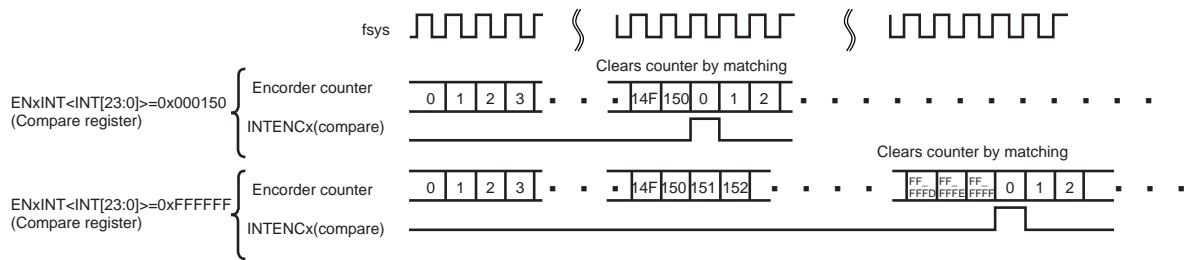 fsys
Clears counter by matching
ENxINT<INT[23:0]>=0x000150
(Compare register)
Encorder counter
0 1 2 3 14F 150 0 1 2
INTENCx(compare)
Clears counter by matching
ENxINT<INT[23:0]>=0xFFFFFF
(Compare register)
Encorder counter
0 1 2 3 14F 150 151 152 FF_FFFD FF_FFFE FF_FFFF 0 1 2
INTENCx(compare)